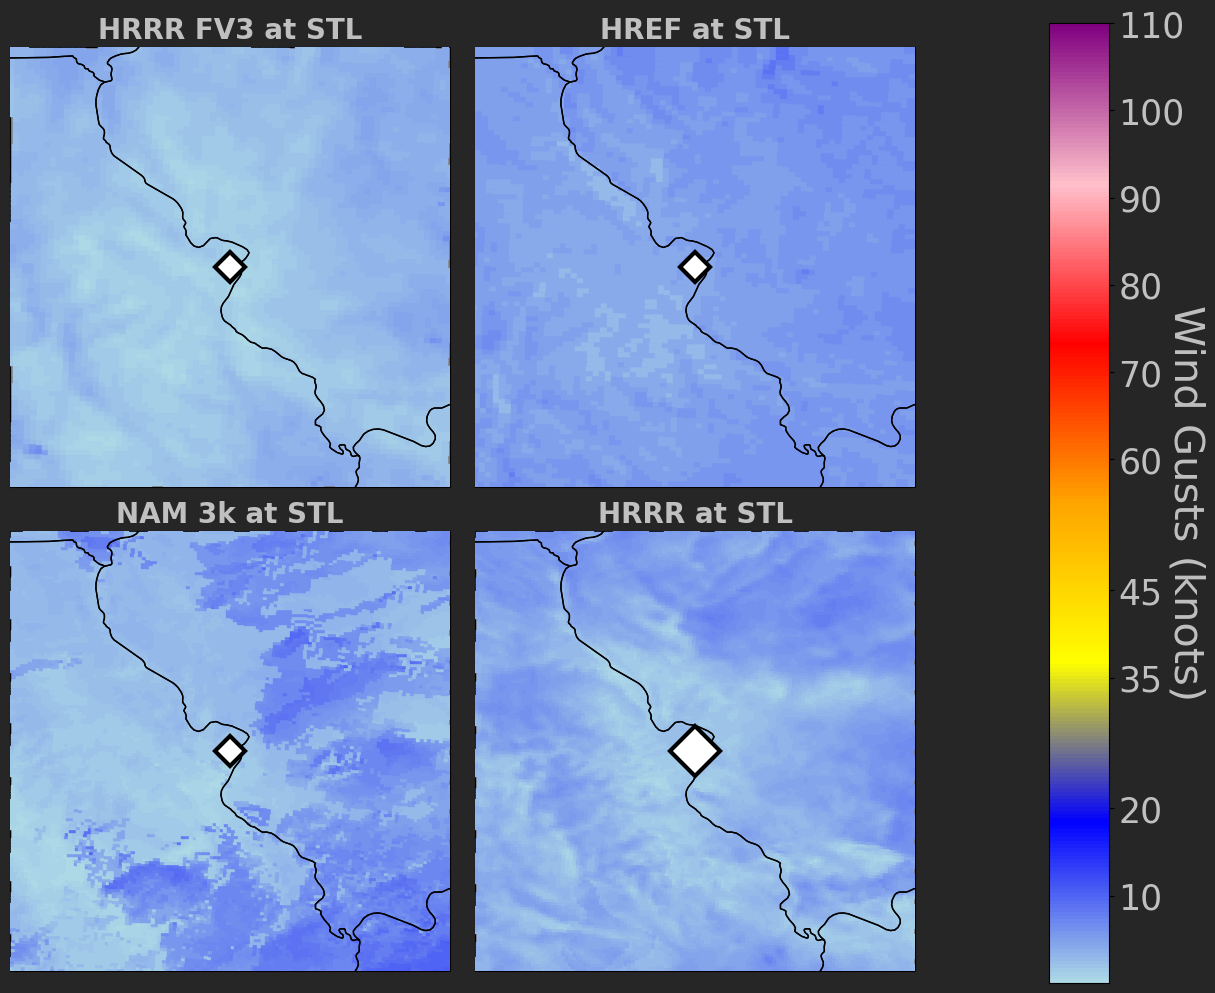 HRRR FV3 at STL
HREF at STL
NAM 3k at STL
HRRR at STL
110
100
90
80
70
60
45
35
20
10
Wind Gusts (knots)